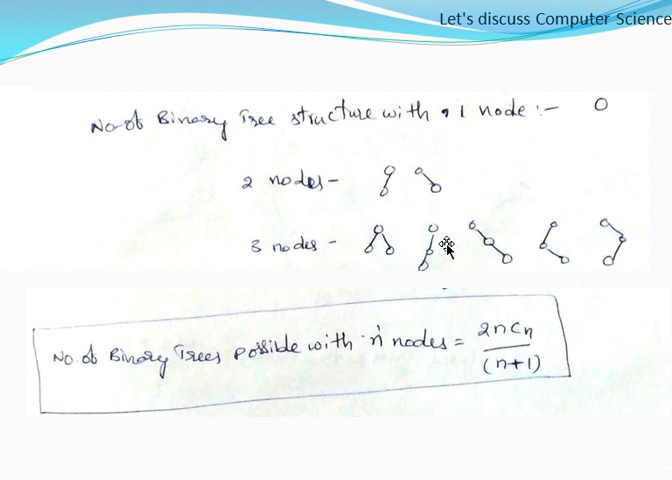 Let's discuss Computer Science
No. of Binary Tree structure with 1 node :-
2 nodes -
3 nodes -
No. of Binary Trees possible with 'n' nodes = 2nCn / (n+1)